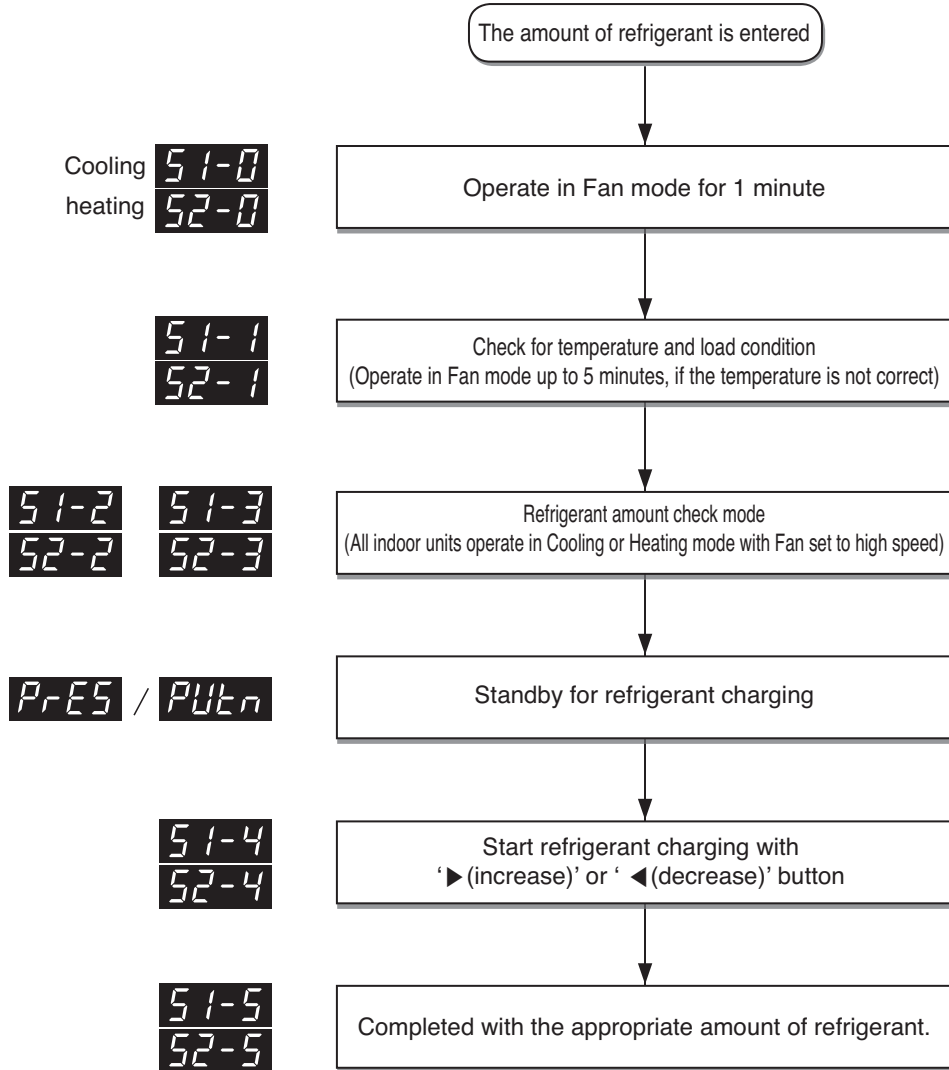 The amount of refrigerant is entered
Cooling S1-0
heating S2-0
Operate in Fan mode for 1 minute
S1-1
S2-1
Check for temperature and load condition
(Operate in Fan mode up to 5 minutes, if the temperature is not correct)
S1-2 S1-3
S2-2 S2-3
Refrigerant amount check mode
(All indoor units operate in Cooling or Heating mode with Fan set to high speed)
PrES / PUtn
Standby for refrigerant charging
S1-4
S2-4
Start refrigerant charging with
‘▶(increase)’ or ‘ ◀(decrease)’ button
S1-5
S2-5
Completed with the appropriate amount of refrigerant.